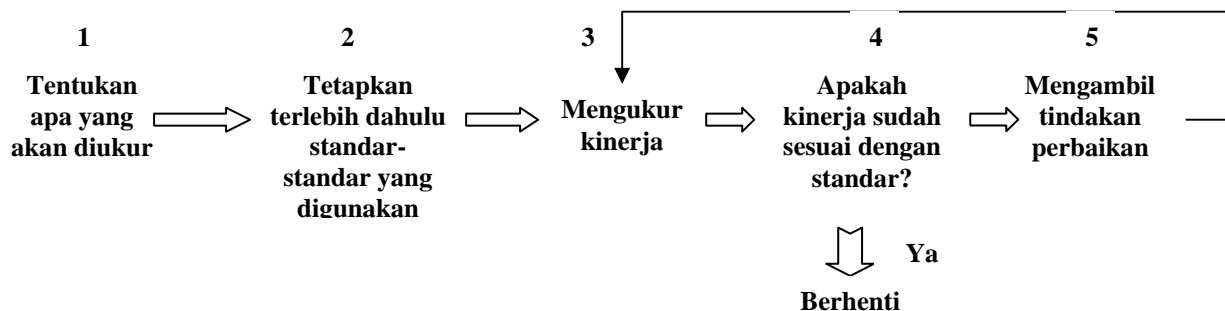 1
Tentukan
apa yang
akan diukur
2
Tetapkan
terlebih dahulu
standar-
standar yang
digunakan
3
Mengukur
kinerja
4
Apakah
kinerja sudah
sesuai dengan
standar?
5
Mengambil
tindakan
perbaikan
Ya
Berhenti